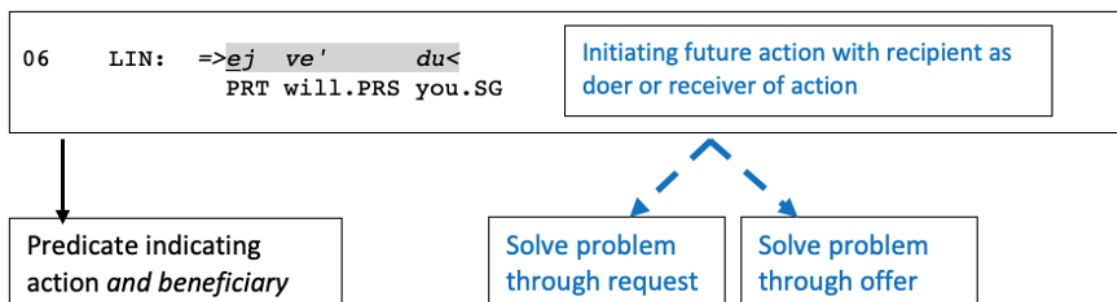 06 LIN: =>ej ve' du<
PRT will.PRS you.SG
Initiating future action with recipient as
doer or receiver of action
Predicate indicating
action and beneficiary
Solve problem
through request
Solve problem
through offer